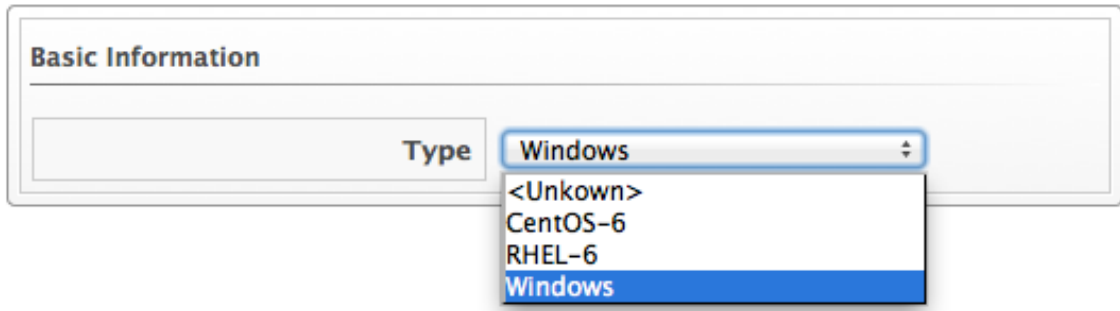 Basic Information
Type Windows
<Unkown>
CentOS-6
RHEL-6
Windows